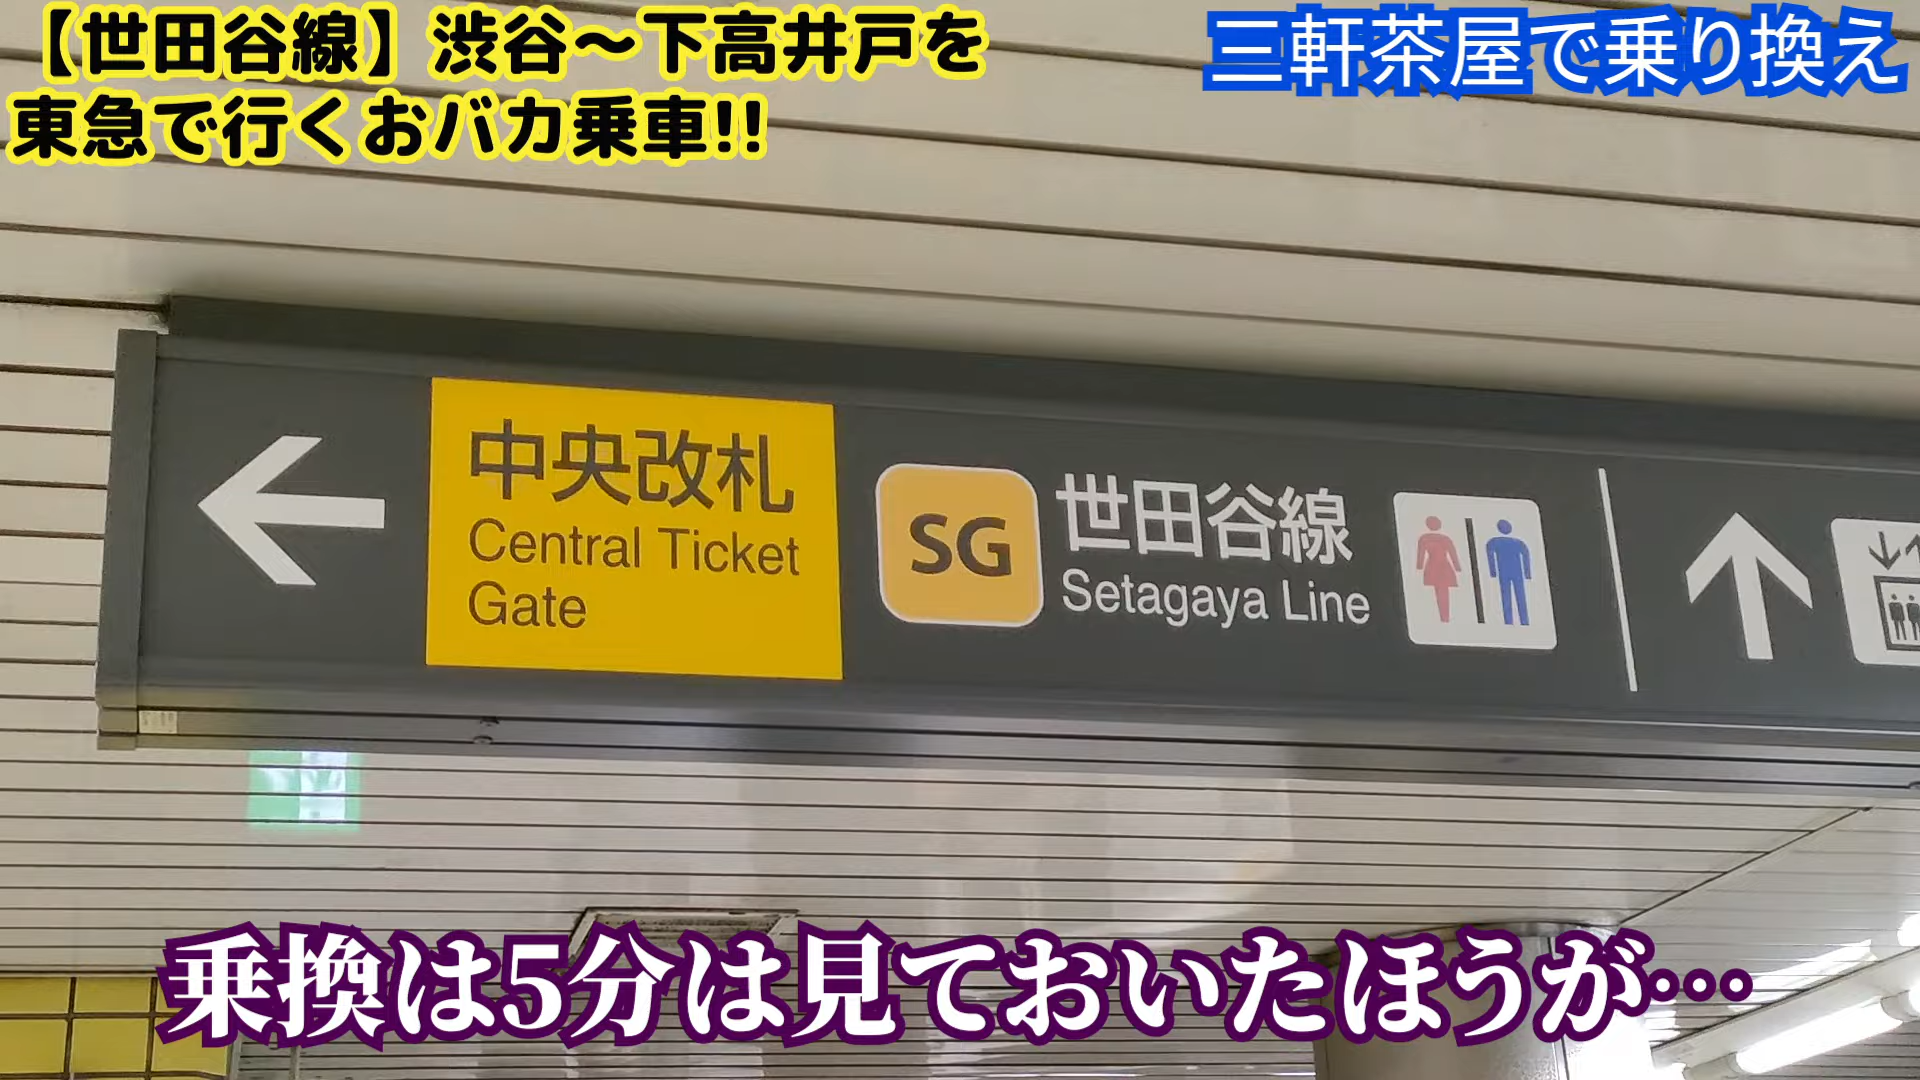 【世田谷線】渋谷〜下高井戸を
東急で行くおバカ乗車!!
三軒茶屋で乗り換え
中央改札
Central Ticket
Gate
SG
世田谷線
Setagaya Line
乗換は5分は見ておいたほうが…